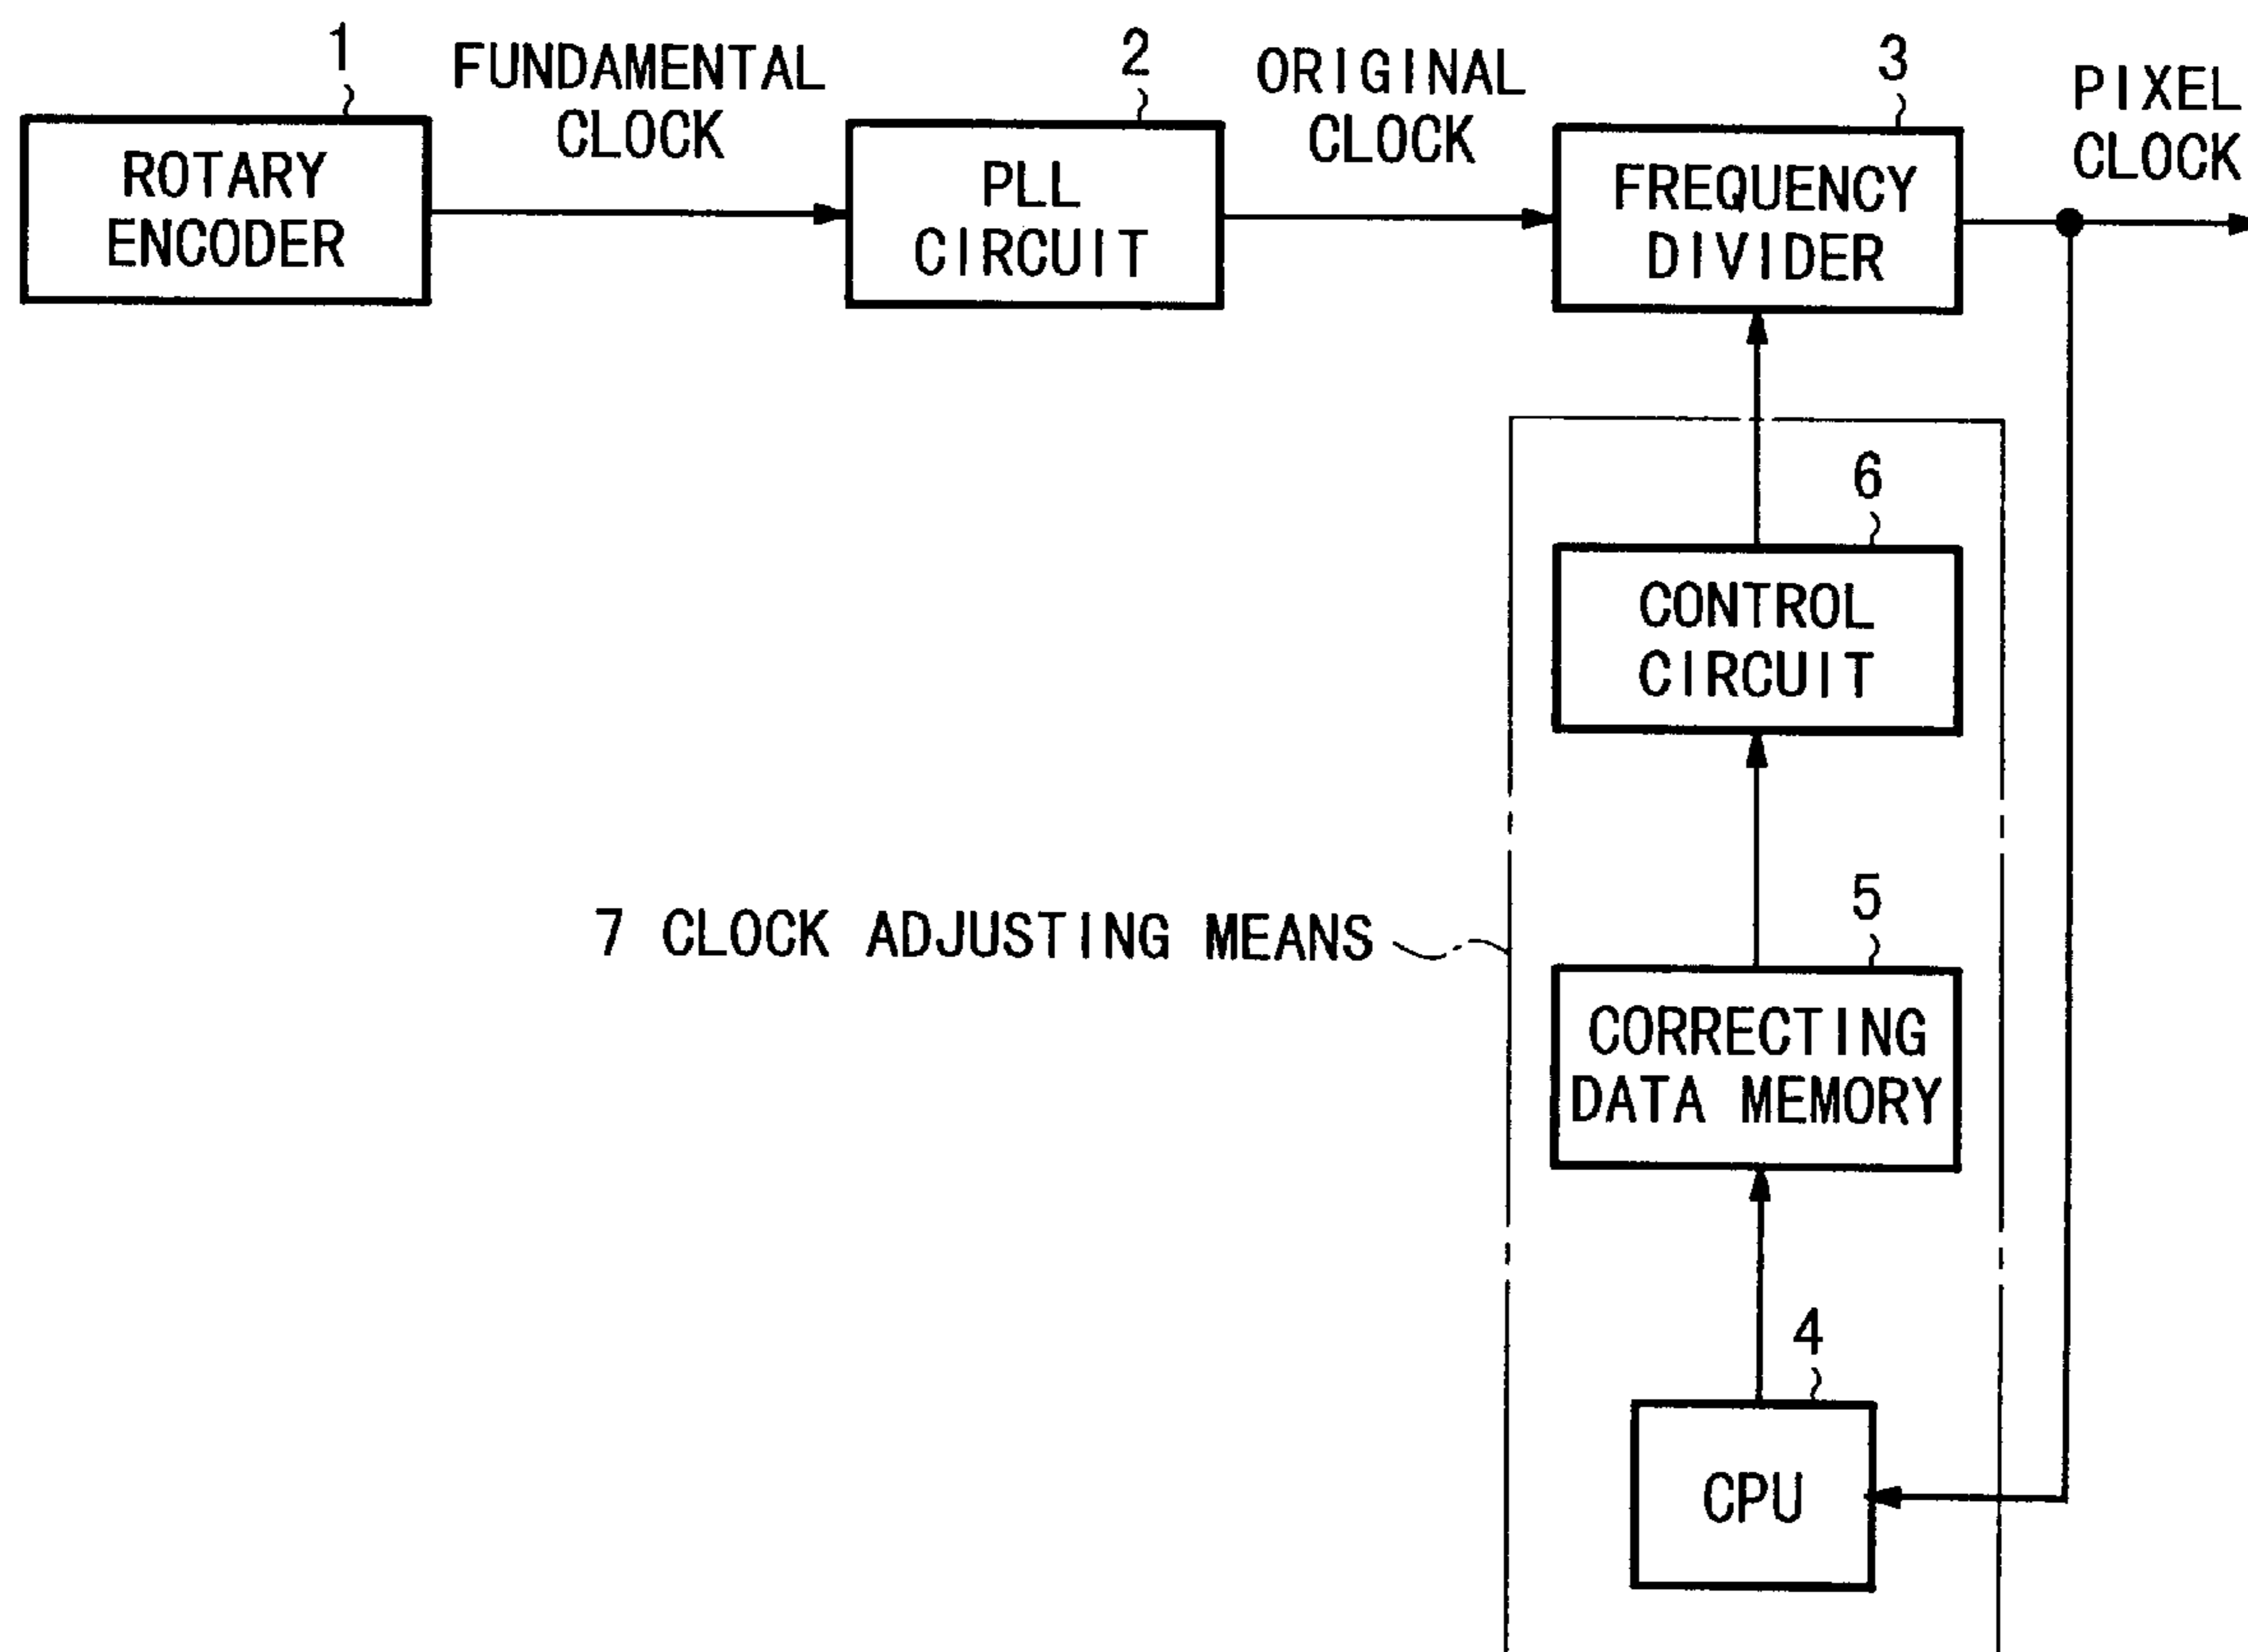 1
FUNDAMENTAL
CLOCK
2
ORIGINAL
CLOCK
3
PIXEL
CLOCK
ROTARY
ENCODER
PLL
CIRCUIT
FREQUENCY
DIVIDER
6
CONTROL
CIRCUIT
7 CLOCK ADJUSTING MEANS
5
CORRECTING
DATA MEMORY
4
CPU